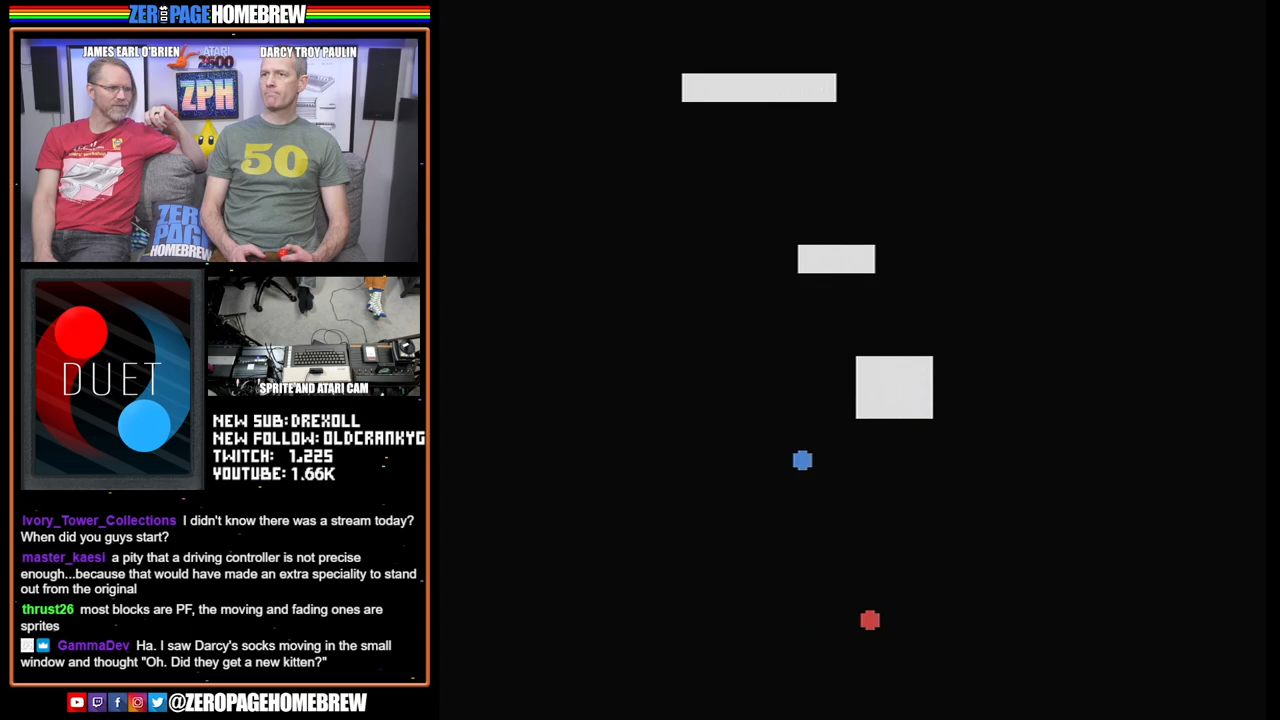 ZEROPAGE HOMEBREW
JAMES EARL O'BRIEN
ATARI
2600
DARCY TROY PAULIN
ZPH
50
ZERO
PAGE
HOMEBREW
DUET
SPRITE AND ATARI CAM
NEW SUB: DREXOLL
NEW FOLLOW: OLDCRANKYG
TWITCH: 1,225
YOUTUBE: 1.66K
Ivory_Tower_Collections I didn't know there was a stream today?
When did you guys start?
master_kaesi a pity that a driving controller is not precise
enough...because that would have made an extra speciality to stand
out from the original
thrust26 most blocks are PF, the moving and fading ones are
sprites
GammaDev Ha. I saw Darcy's socks moving in the small
window and thought "Oh. Did they get a new kitten?"
@ZEROPAGEHOMEBREW